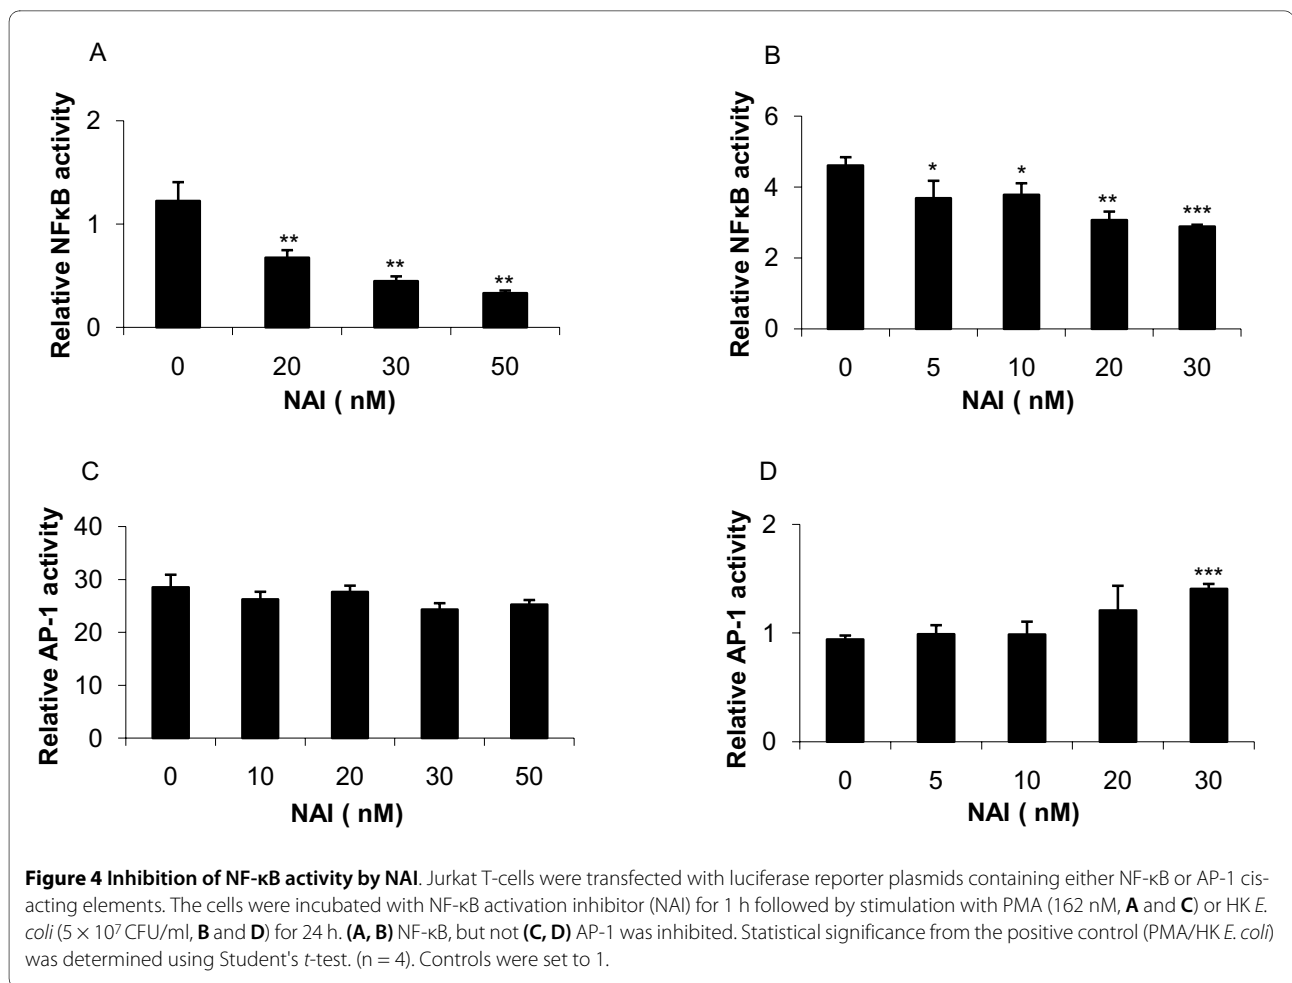 A
Relative NFκB activity
2
1
0
**
**
**
0 20 30 50
NAI ( nM)
B
Relative NFκB activity
6
4
2
0
*
*
**
***
0 5 10 20 30
NAI ( nM)
C
Relative AP-1 activity
40
30
20
10
0
0 10 20 30 50
NAI ( nM)
D
Relative AP-1 activity
2
1
0
***
0 5 10 20 30
NAI ( nM)
Figure 4 Inhibition of NF-κB activity by NAI. Jurkat T-cells were transfected with luciferase reporter plasmids containing either NF-κB or AP-1 cis-
acting elements. The cells were incubated with NF-κB activation inhibitor (NAI) for 1 h followed by stimulation with PMA (162 nM, A and C) or HK E.
coli (5 × 10⁷ CFU/ml, B and D) for 24 h. (A, B) NF-κB, but not (C, D) AP-1 was inhibited. Statistical significance from the positive control (PMA/HK E. coli)
was determined using Student's t-test. (n = 4). Controls were set to 1.